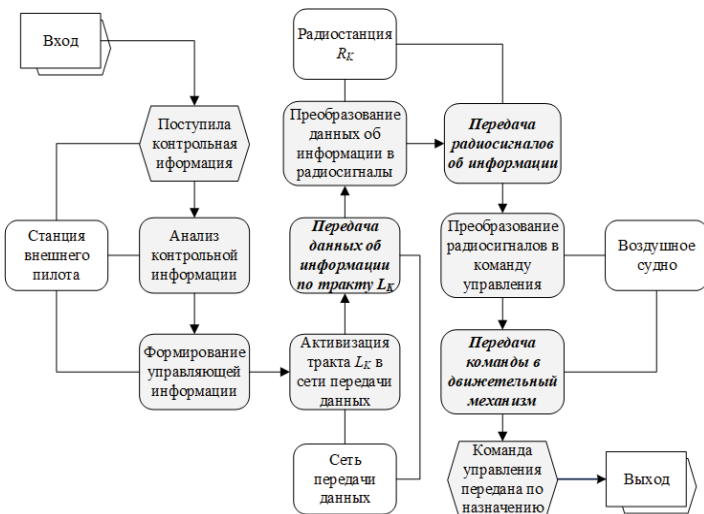 Вход
Поступила
контрольная
иформация
Станция
внешнего
пилота
Анализ
контрольной
информации
Формирование
управляющей
информации
Радиостанция
R_K
Преобразование
данных об
информации в
радиосигналы
Передача
данных об
информации
по тракту L_K
Активизация
тракта L_K в
сети передачи
данных
Сеть
передачи
данных
Передача
радиосигналов
об информации
Преобразование
радиосигналов в
команду
управления
Воздушное
судно
Передача
команды в
движетельный
механизм
Команда
управления
передана по
назначению
Выход